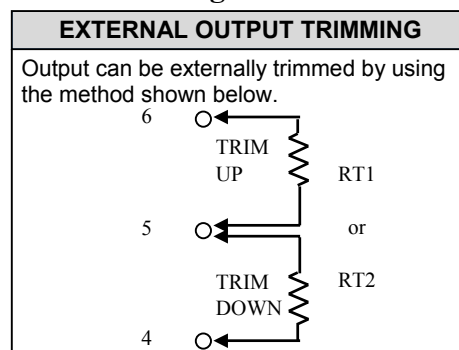 EXTERNAL OUTPUT TRIMMING
Output can be externally trimmed by using
the method shown below.
6
TRIM
UP
RT1
5
or
TRIM
DOWN
RT2
4